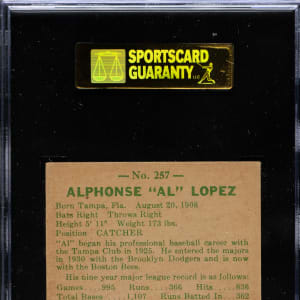 SPORTSCARD
GUARANTY LLC
— No. 257 —
ALPHONSE "AL" LOPEZ
Born Tampa, Fla. August 20, 1908
Bats Right Throws Right
Height 5' 11" Weight 173 lbs.
Position CATCHER
"Al" began his professional baseball career with
the Tampa Club in 1925. He entered the majors
in 1930 with the Brooklyn Dodgers and is now
with the Boston Bees.
His nine year major league record is as follows:
Games....995 Runs....366 Hits....836
Total Bases....1,107 Runs Batted In....362